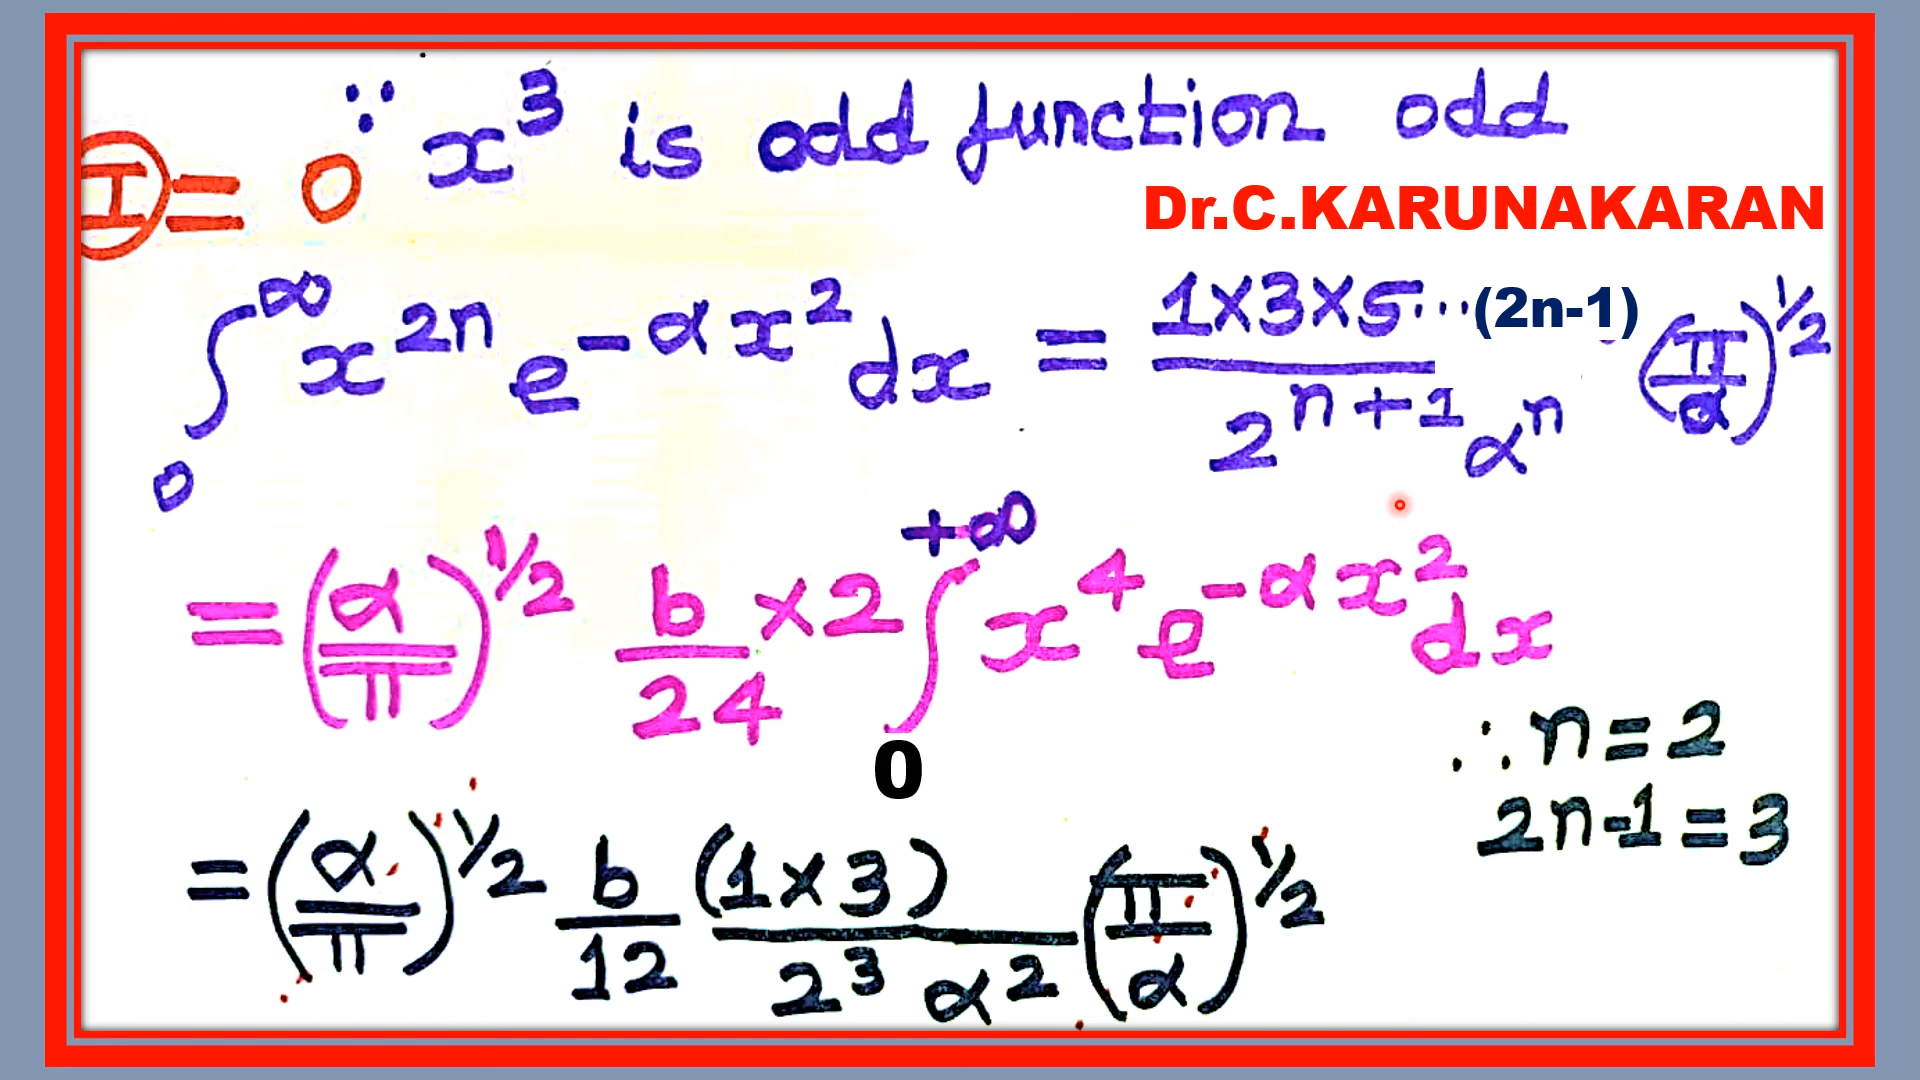 Ⓘ = 0 ∵ x³ is odd function odd
Dr.C.KARUNAKARAN
∫₀^∞ x^{2n} e^{-αx²} dx = 1×3×5...(2n-1) / 2^{n+1} α^n (π/α)^{1/2}
= (α/π)^{1/2} b/24 ×2 ∫₀^{+∞} x⁴ e^{-αx²} dx
∴ n = 2
2n-1 = 3
= (α/π)^{1/2} b/12 (1×3) / 2³ α² (π/α)^{1/2}